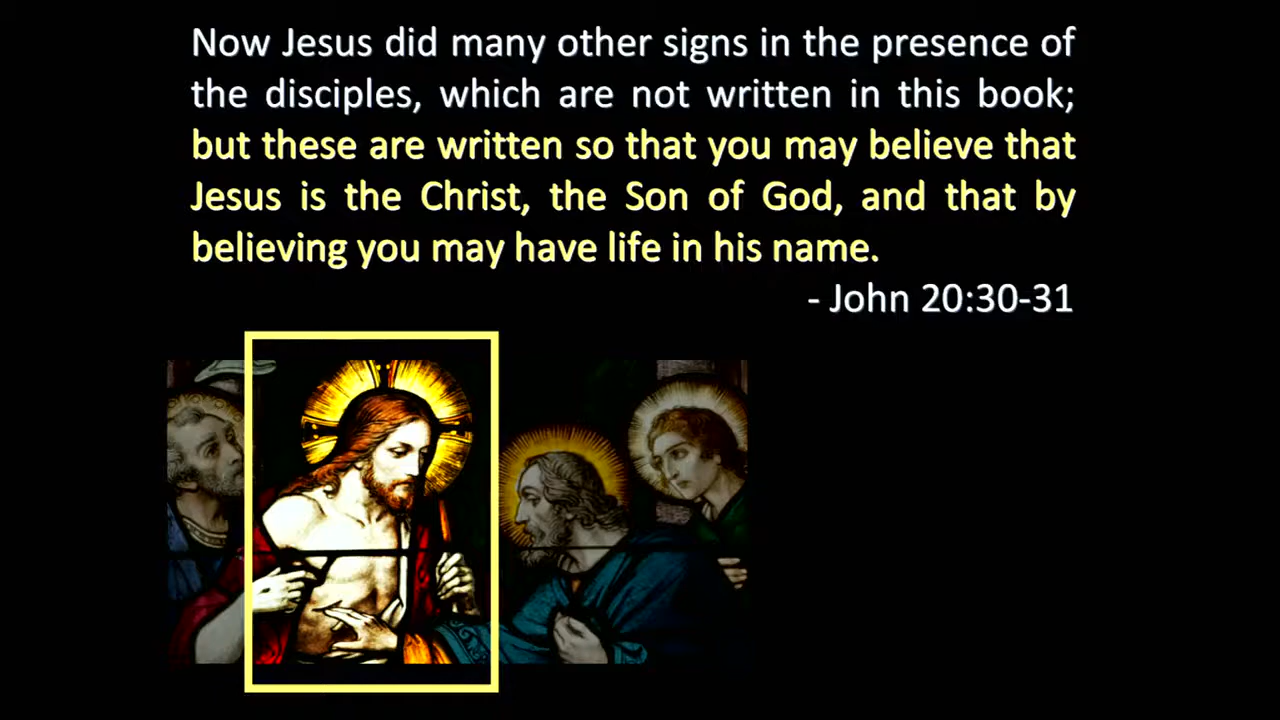 Now Jesus did many other signs in the presence of
the disciples, which are not written in this book;
but these are written so that you may believe that
Jesus is the Christ, the Son of God, and that by
believing you may have life in his name.
- John 20:30-31